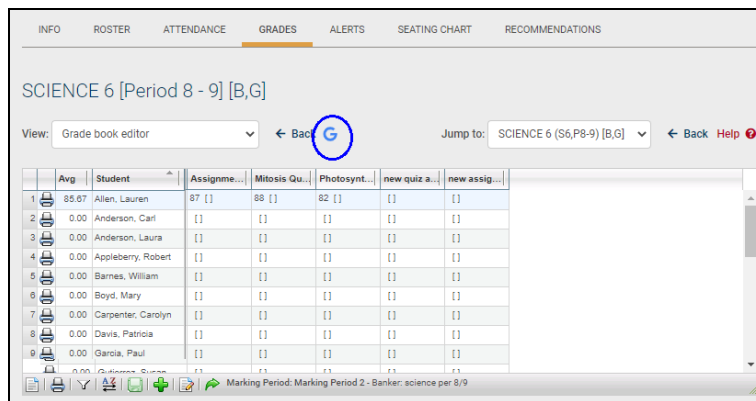 INFO ROSTER ATTENDANCE GRADES ALERTS SEATING CHART RECOMMENDATIONS
SCIENCE 6 [Period 8 - 9] [B,G]
View: Grade book editor ← Back G Jump to: SCIENCE 6 (S6,P8-9) [B,G] ← Back Help ?
Avg Student Assignme... Mitosis Qu... Photosynt... new quiz a... new assig...
1 85.67 Allen, Lauren 87 [] 88 [] 82 [] [] []
2 0.00 Anderson, Carl [] [] [] [] []
3 0.00 Anderson, Laura [] [] [] [] []
4 0.00 Appleberry, Robert [] [] [] [] []
5 0.00 Barnes, William [] [] [] [] []
6 0.00 Boyd, Mary [] [] [] [] []
7 0.00 Carpenter, Carolyn [] [] [] [] []
8 0.00 Davis, Patricia [] [] [] [] []
9 0.00 Garcia, Paul [] [] [] [] []
0.00 Gutierrez, Susan [] [] [] [] []
Marking Period: Marking Period 2 - Banker: science per 8/9